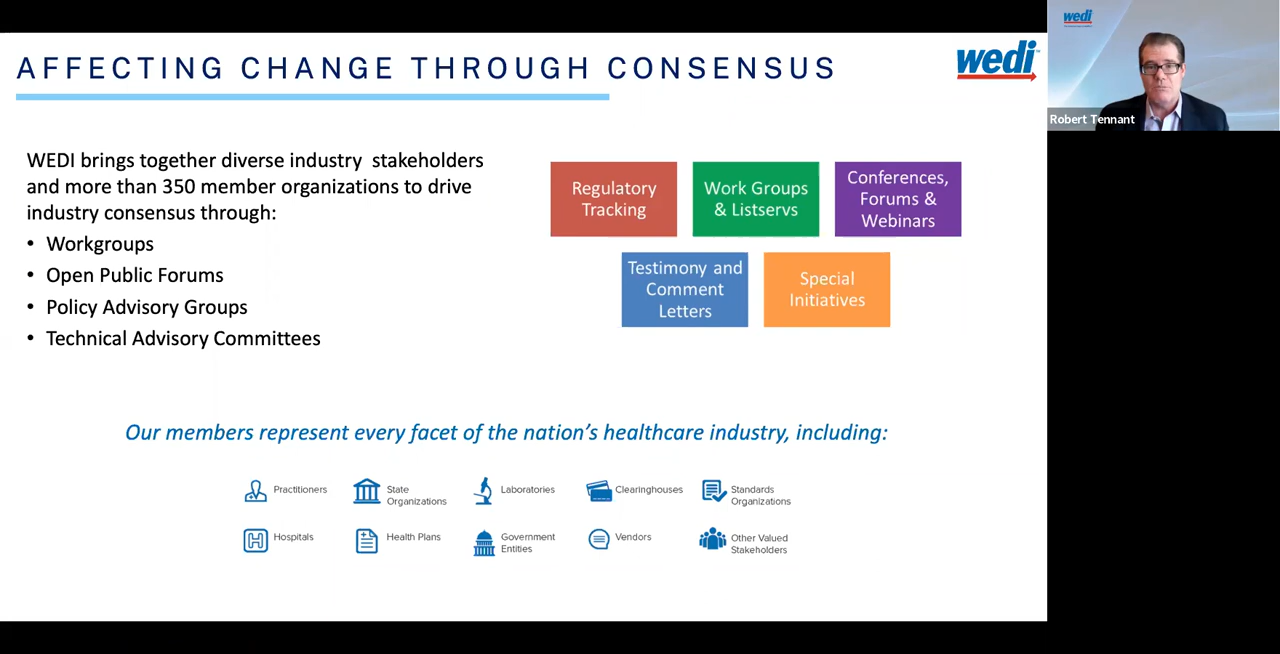 AFFECTING CHANGE THROUGH CONSENSUS
wedi
wedi
Robert Tennant
WEDI brings together diverse industry stakeholders
and more than 350 member organizations to drive
industry consensus through:
• Workgroups
• Open Public Forums
• Policy Advisory Groups
• Technical Advisory Committees
Regulatory
Tracking
Work Groups
& Listservs
Conferences,
Forums &
Webinars
Testimony and
Comment
Letters
Special
Initiatives
Our members represent every facet of the nation's healthcare industry, including:
Practitioners
State
Organizations
Laboratories
Clearinghouses
Standards
Organizations
Hospitals
Health Plans
Government
Entities
Vendors
Other Valued
Stakeholders